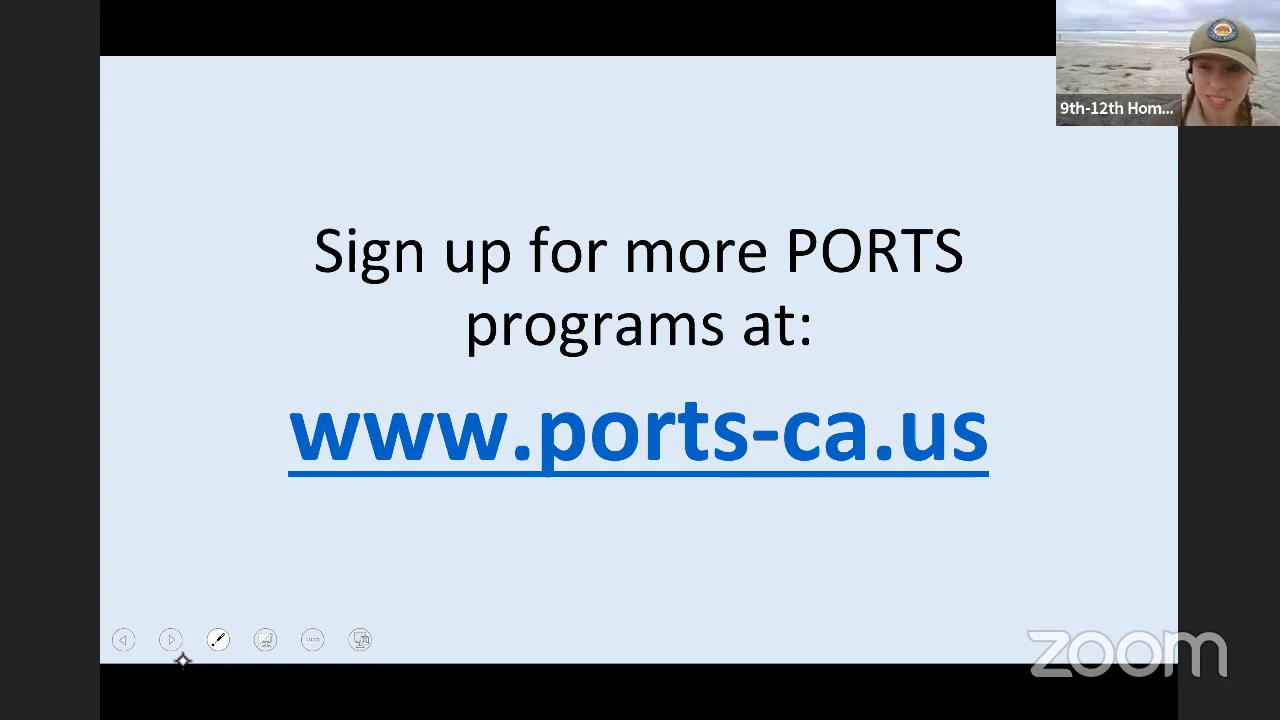 9th-12th Hom...
Sign up for more PORTS
programs at:
www.ports-ca.us
zoom